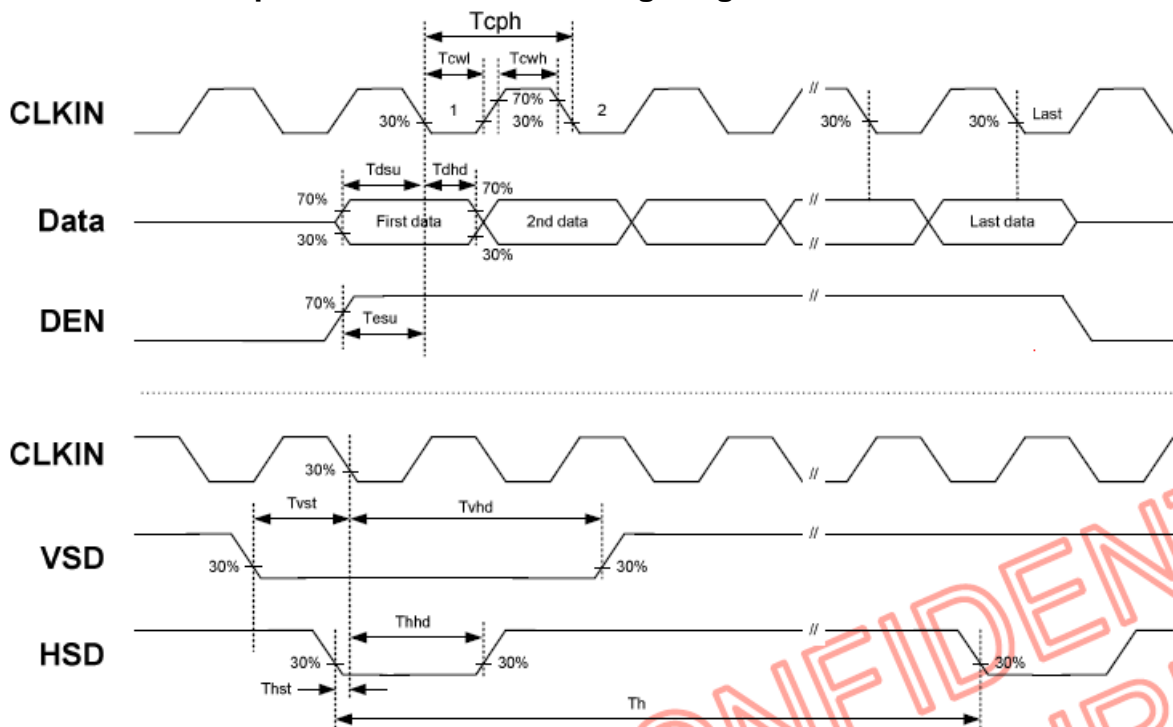 Tcph
Tcwl Tcwh
CLKIN 30% 1 70% 30% 2 // 30% 30% Last
Tdsu Tdhd
70% 70%
Data First data 2nd data // Last data
30% 30%
70% //
DEN Tesu
CLKIN 30% //
Tvst Tvhd
VSD 30% 30% //
Thhd
HSD 30% 30% // 30%
Thst
Th